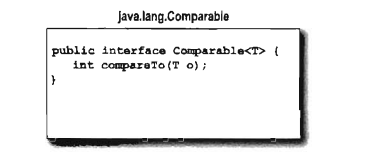 java.lang.Comparable
public interface Comparable<T> {
int compareTo(T o);
}